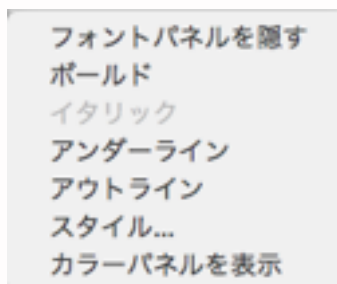 フォントパネルを隠す
ボールド
イタリック
アンダーライン
アウトライン
スタイル...
カラーパネルを表示